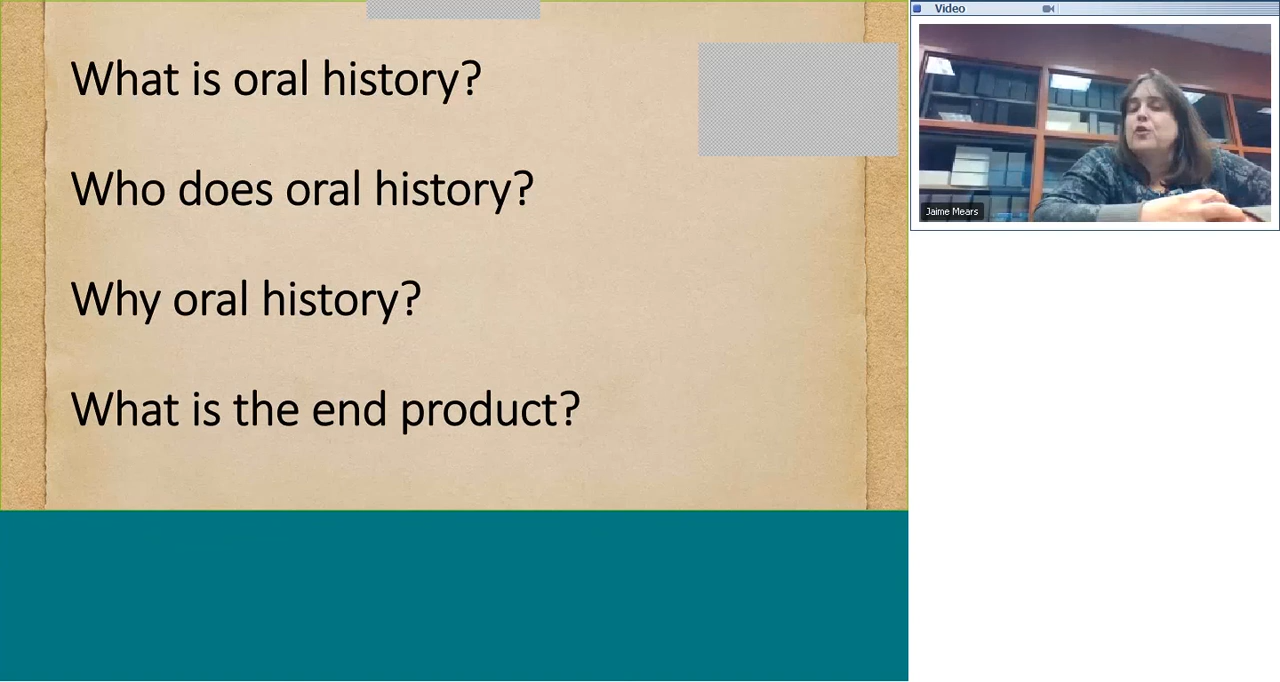 What is oral history?
Who does oral history?
Why oral history?
What is the end product?
Video
Jaime Mears